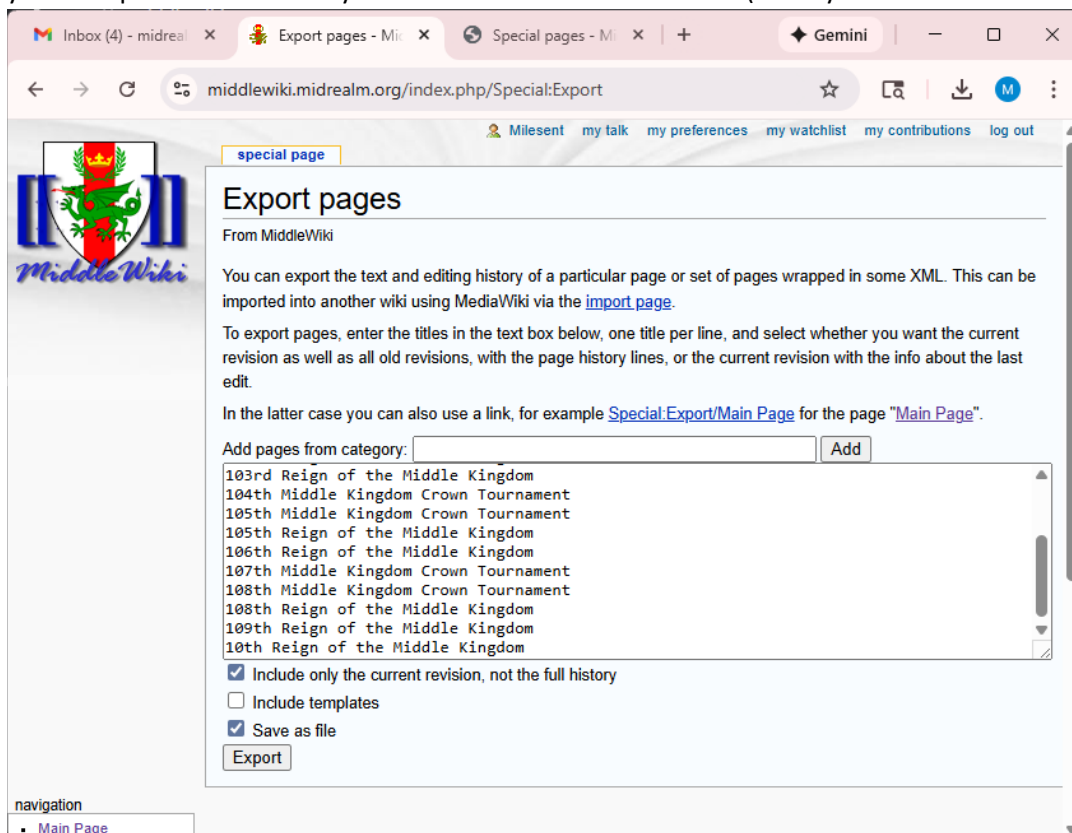 Inbox (4) - midreal
Export pages - Mid
Special pages - Mi
Gemini
middlewiki.midrealm.org/index.php/Special:Export
M
Milesent my talk my preferences my watchlist my contributions log out
special page
[[ ]]
MiddleWiki
Export pages
From MiddleWiki
You can export the text and editing history of a particular page or set of pages wrapped in some XML. This can be
imported into another wiki using MediaWiki via the import page.
To export pages, enter the titles in the text box below, one title per line, and select whether you want the current
revision as well as all old revisions, with the page history lines, or the current revision with the info about the last
edit.
In the latter case you can also use a link, for example Special:Export/Main Page for the page "Main Page".
Add pages from category: Add
103rd Reign of the Middle Kingdom
104th Middle Kingdom Crown Tournament
105th Middle Kingdom Crown Tournament
105th Reign of the Middle Kingdom
106th Reign of the Middle Kingdom
107th Middle Kingdom Crown Tournament
108th Middle Kingdom Crown Tournament
108th Reign of the Middle Kingdom
109th Reign of the Middle Kingdom
10th Reign of the Middle Kingdom
Include only the current revision, not the full history
Include templates
Save as file
Export
navigation
Main Page